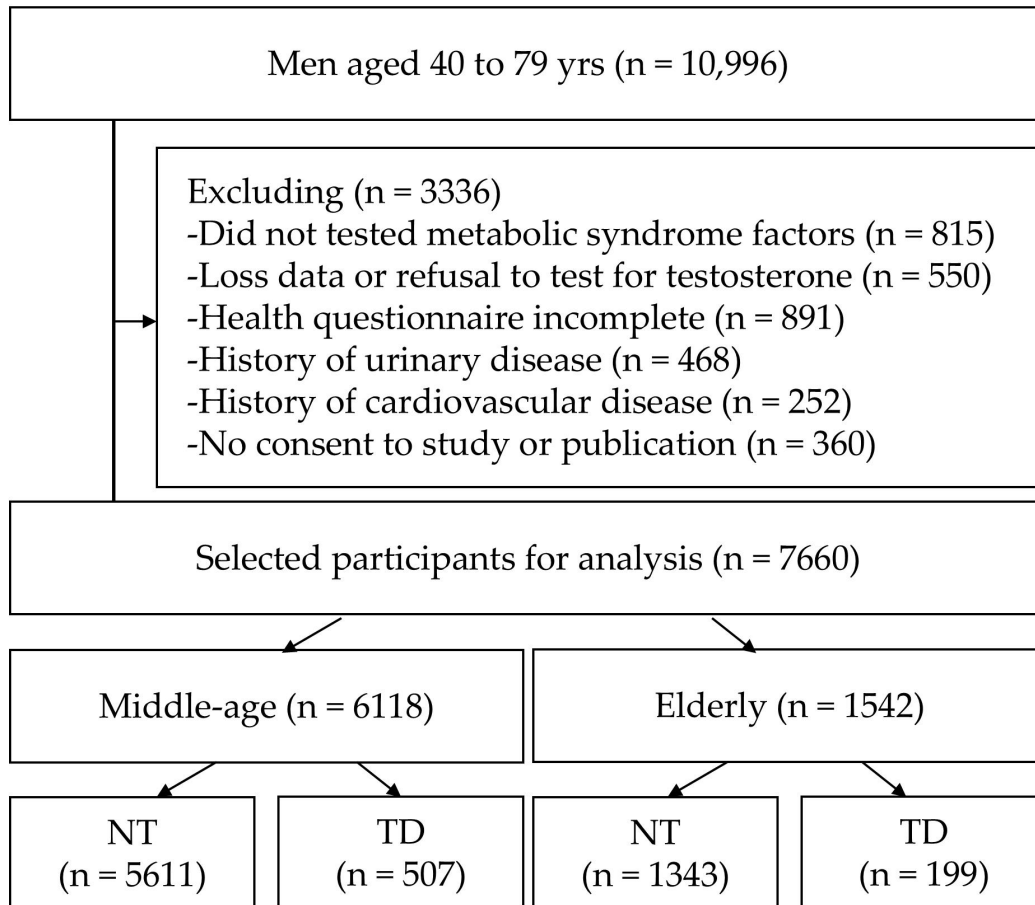 Men aged 40 to 79 yrs (n = 10,996)
Excluding (n = 3336)
-Did not tested metabolic syndrome factors (n = 815)
-Loss data or refusal to test for testosterone (n = 550)
-Health questionnaire incomplete (n = 891)
-History of urinary disease (n = 468)
-History of cardiovascular disease (n = 252)
-No consent to study or publication (n = 360)
Selected participants for analysis (n = 7660)
Middle-age (n = 6118)
Elderly (n = 1542)
NT
(n = 5611)
TD
(n = 507)
NT
(n = 1343)
TD
(n = 199)